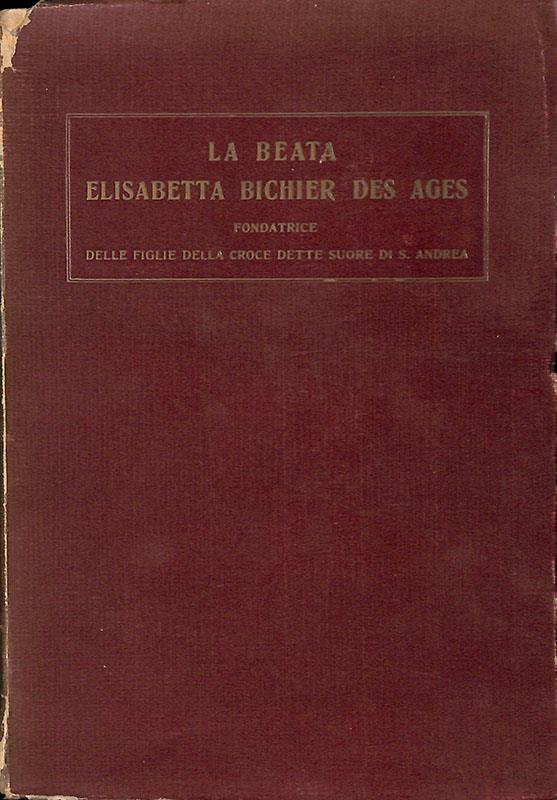 LA BEATA
ELISABETTA BICHIER DES AGES
FONDATRICE
DELLE FIGLIE DELLA CROCE DETTE SUORE DI S. ANDREA